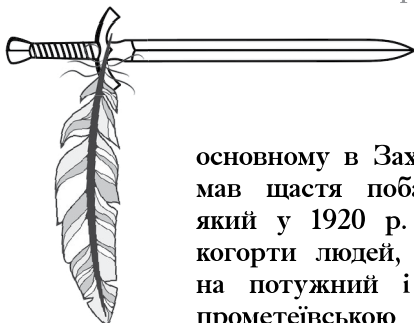 основному в Зах
мав щастя поба
який у 1920 р.
когорти людей,
на потужний і
прометеївською